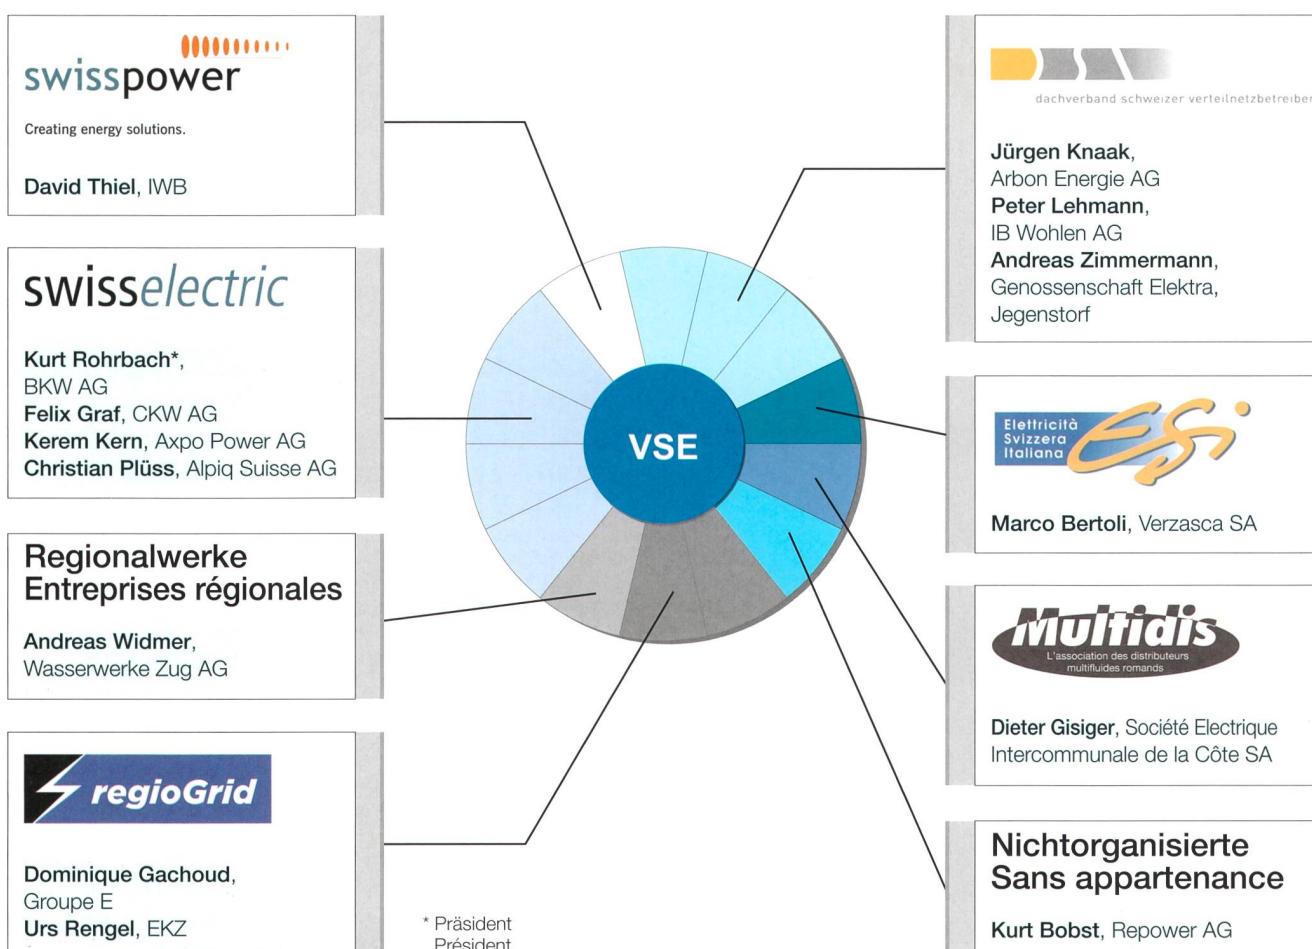 swisspower
Creating energy solutions.
David Thiel, IWB
swisselectric
Kurt Rohrbach*,
BKW AG
Felix Graf, CKW AG
Kerem Kern, Axpo Power AG
Christian Plüss, Alpiq Suisse AG
Regionalwerke
Entreprises régionales
Andreas Widmer,
Wasserwerke Zug AG
regioGrid
Dominique Gachoud,
Groupe E
Urs Rengel, EKZ
VSE
* Präsident
Président
dachverband schweizer verteilnetzbetreiber
Jürgen Knaak,
Arbon Energie AG
Peter Lehmann,
IB Wohlen AG
Andreas Zimmermann,
Genossenschaft Elektra,
Jegenstorf
Elettricità
Svizzera
Italiana
ESi
Marco Bertoli, Verzasca SA
Multidis
L'association des distributeurs
multifluides romands
Dieter Gisiger, Société Electrique
Intercommunale de la Côte SA
Nichtorganisierte
Sans appartenance
Kurt Bobst, Repower AG